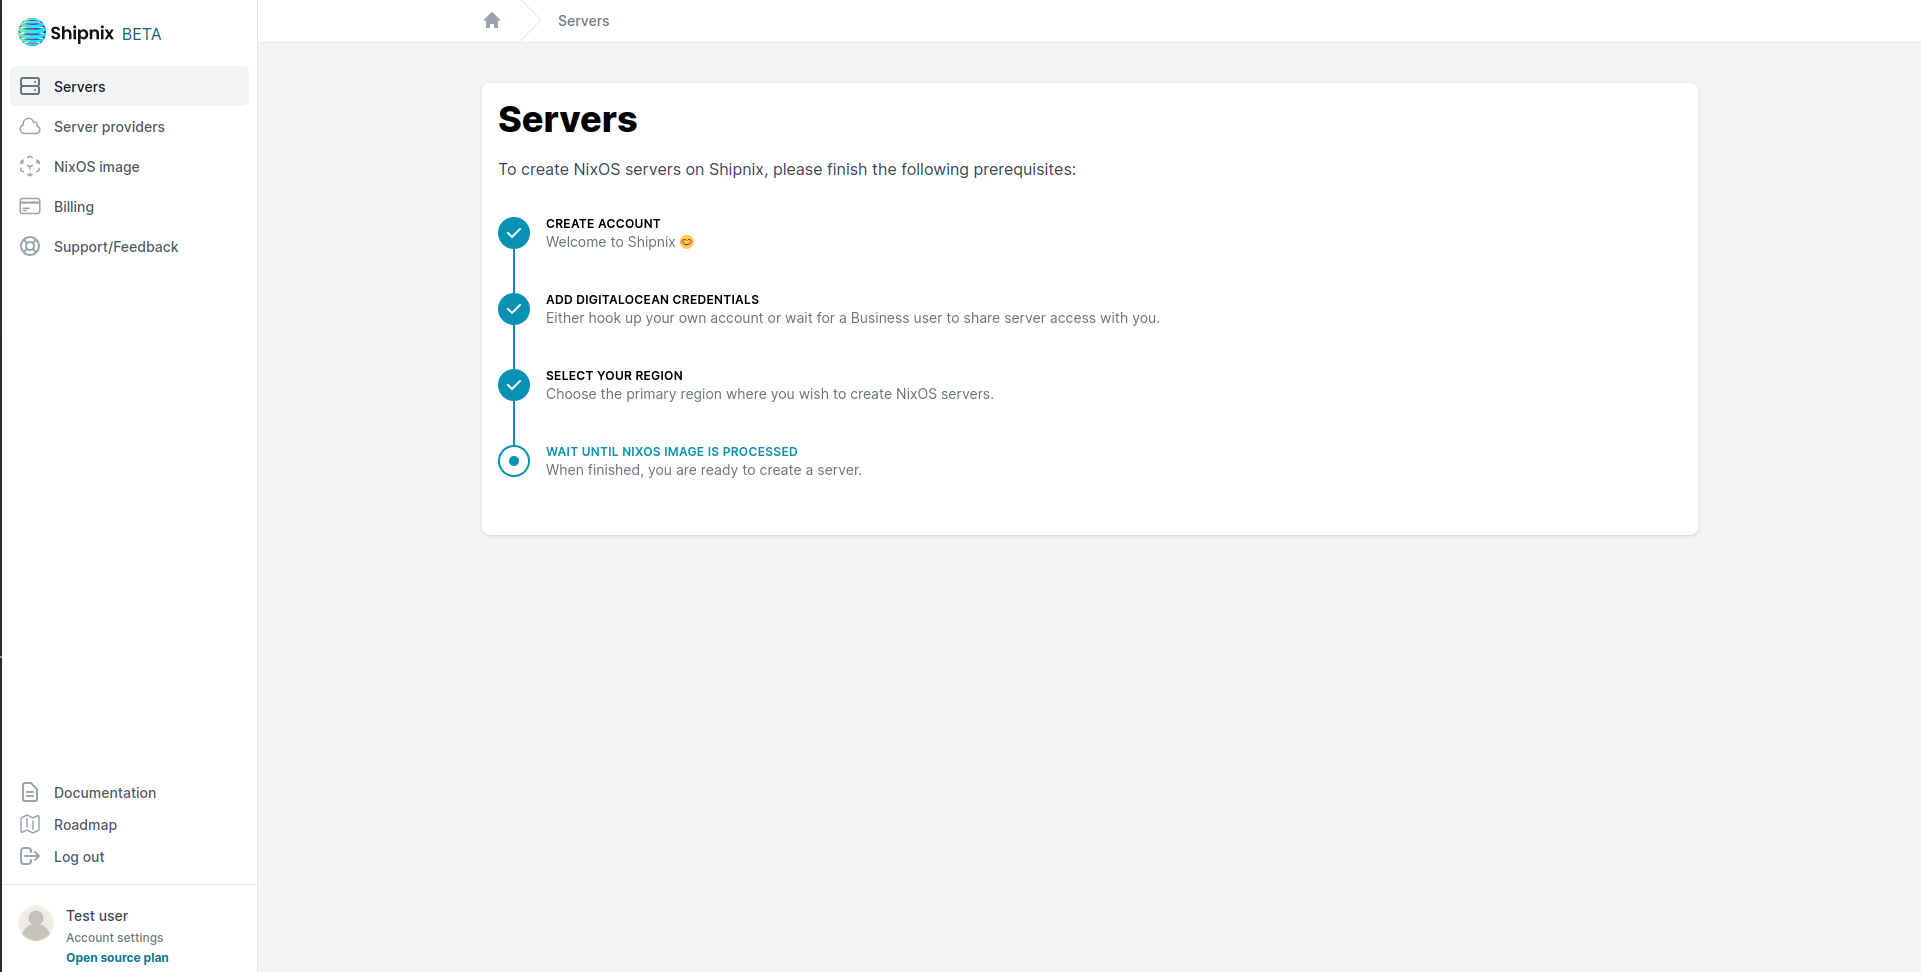 Shipnix BETA
Servers
Server providers
NixOS image
Billing
Support/Feedback
Documentation
Roadmap
Log out
Test user
Account settings
Open source plan
Servers
Servers
To create NixOS servers on Shipnix, please finish the following prerequisites:
CREATE ACCOUNT
Welcome to Shipnix 😊
ADD DIGITALOCEAN CREDENTIALS
Either hook up your own account or wait for a Business user to share server access with you.
SELECT YOUR REGION
Choose the primary region where you wish to create NixOS servers.
WAIT UNTIL NIXOS IMAGE IS PROCESSED
When finished, you are ready to create a server.